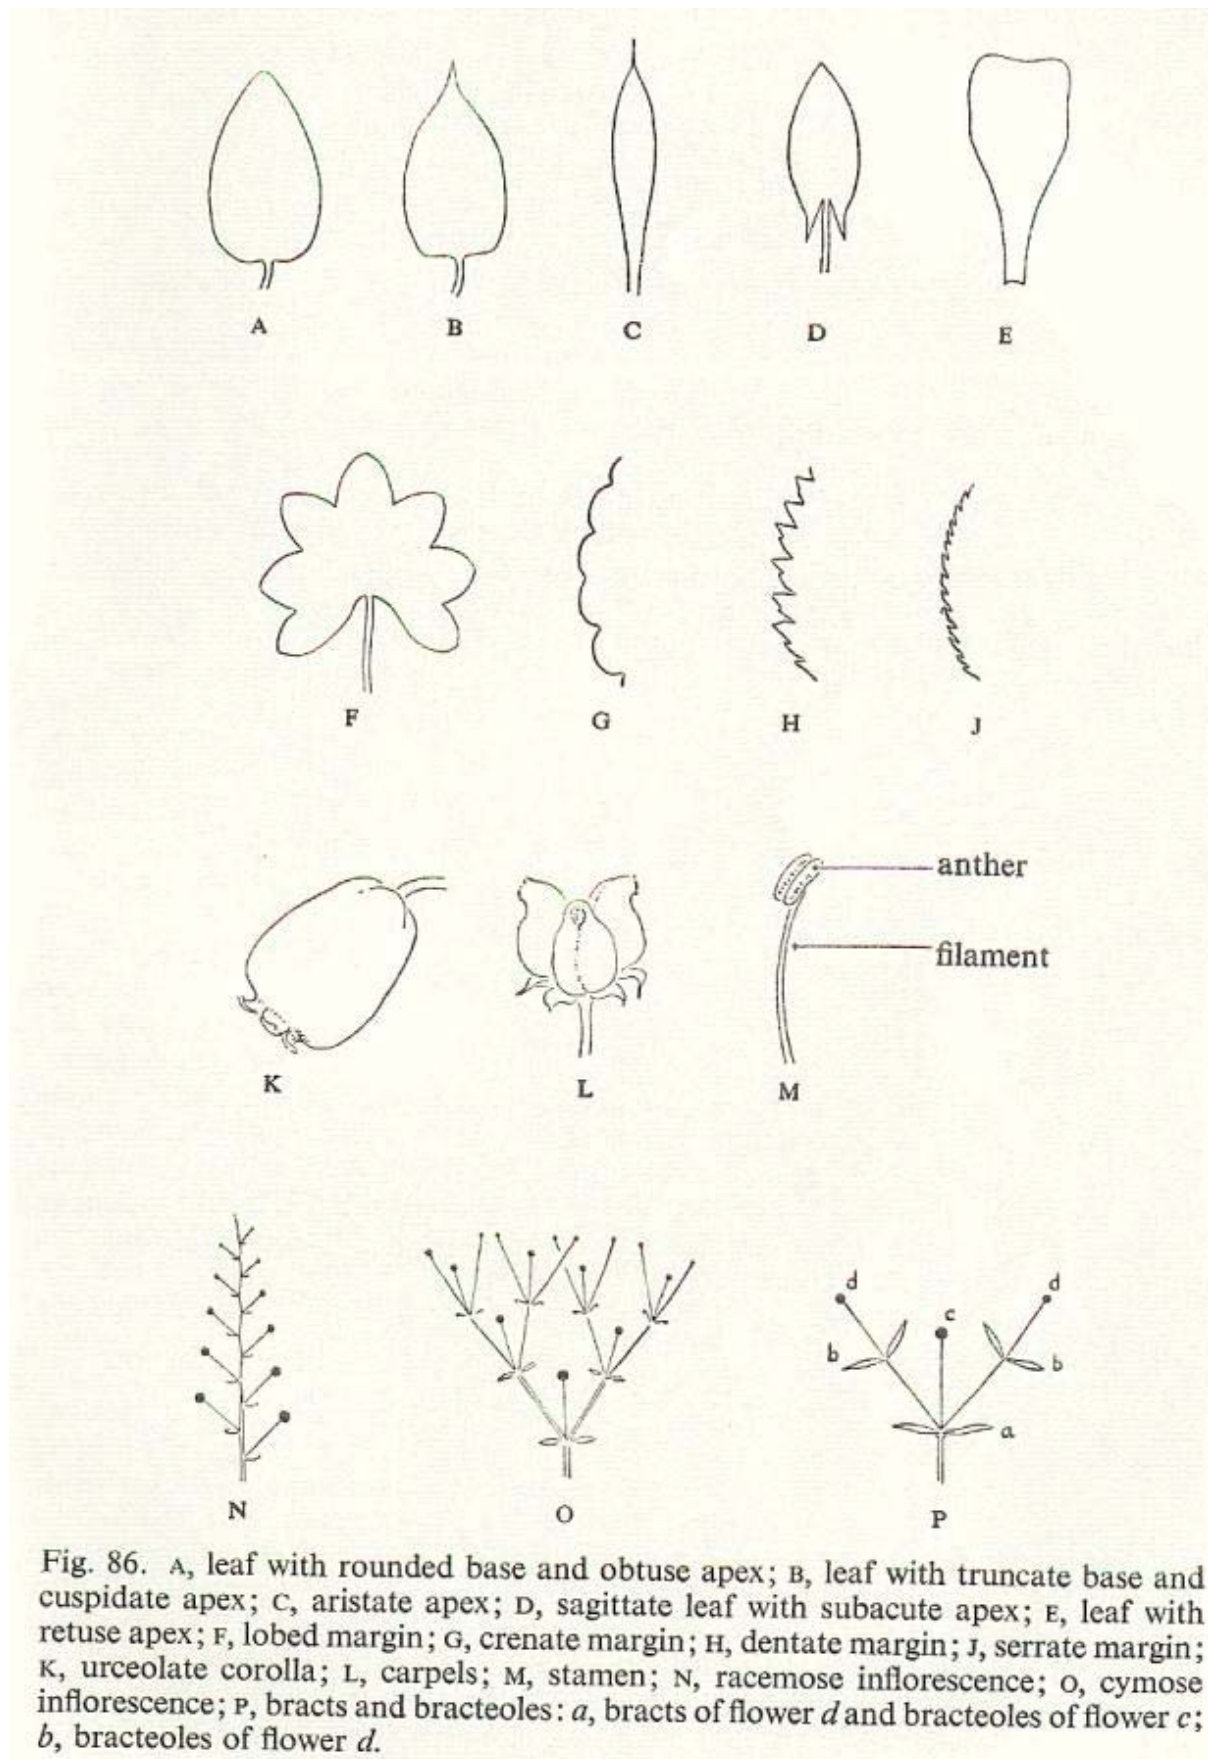 A B C D E
F G H J
anther
filament
K L M
d d
c
b b
a
N O P
Fig. 86. A, leaf with rounded base and obtuse apex; B, leaf with truncate base and
cuspidate apex; C, aristate apex; D, sagittate leaf with subacute apex; E, leaf with
retuse apex; F, lobed margin; G, crenate margin; H, dentate margin; J, serrate margin;
K, urceolate corolla; L, carpels; M, stamen; N, racemose inflorescence; O, cymose
inflorescence; P, bracts and bracteoles: a, bracts of flower d and bracteoles of flower c;
b, bracteoles of flower d.